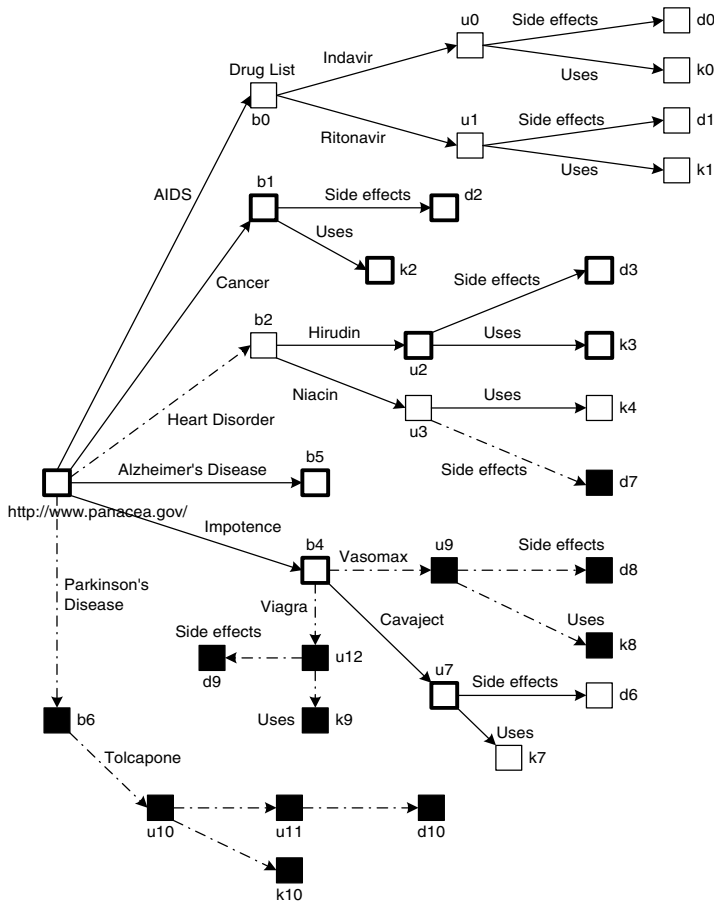 u0
Side effects
d0
Indavir
Drug List
Uses
k0
b0
Side effects
d1
Ritonavir
u1
Uses
k1
AIDS
b1
Side effects
d2
Uses
k2
Cancer
Side effects
d3
b2
Hirudin
Uses
k3
u2
Niacin
Uses
k4
Heart Disorder
u3
b5
Alzheimer's Disease
Side effects
d7
http://www.panacea.gov/
Impotence
b4
Vasomax
u9
Side effects
d8
Parkinson's
Disease
Viagra
Cavaject
Uses
k8
Side effects
u12
d9
u7
Side effects
d6
b6
Uses
k9
Uses
k7
Tolcapone
u10
u11
d10
k10